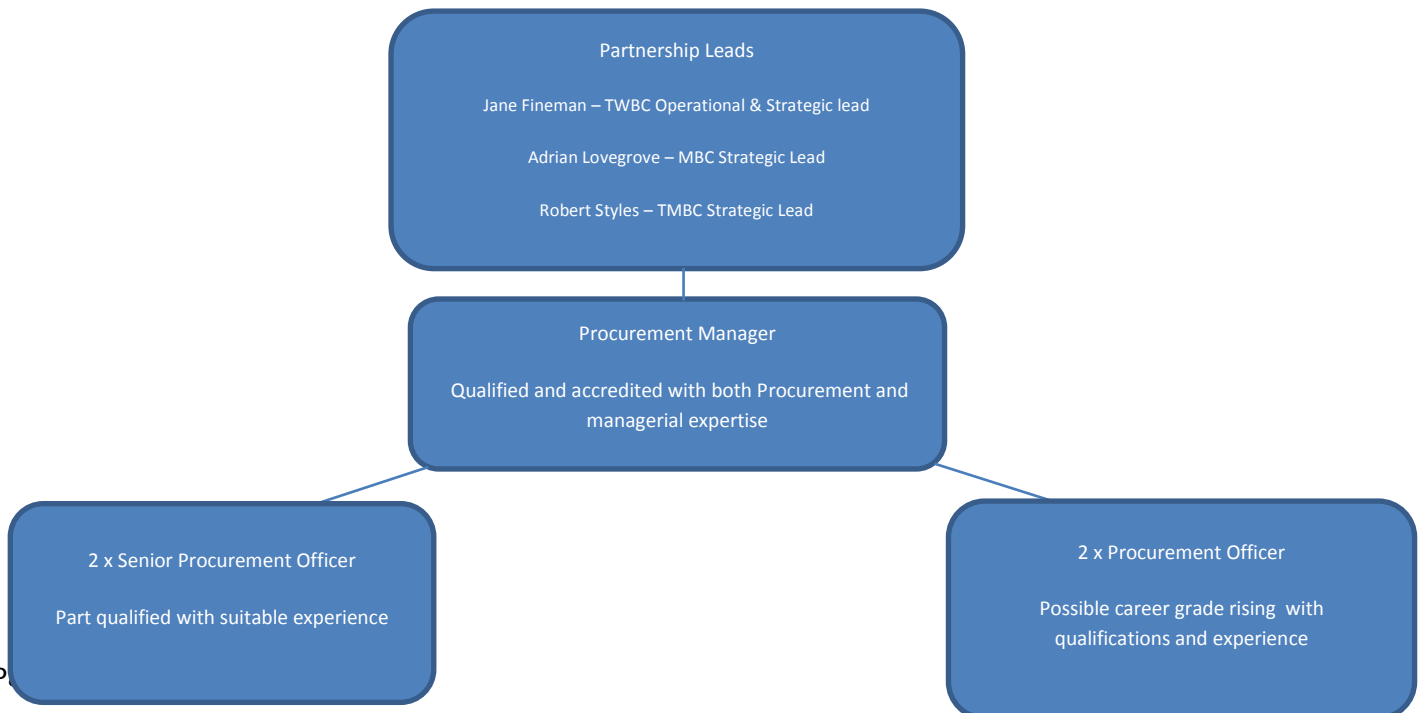 Partnership Leads
Jane Fineman – TWBC Operational & Strategic lead
Adrian Lovegrove – MBC Strategic Lead
Robert Styles – TMBC Strategic Lead
Procurement Manager
Qualified and accredited with both Procurement and
managerial expertise
2 x Senior Procurement Officer
Part qualified with suitable experience
2 x Procurement Officer
Possible career grade rising  with
qualifications and experience